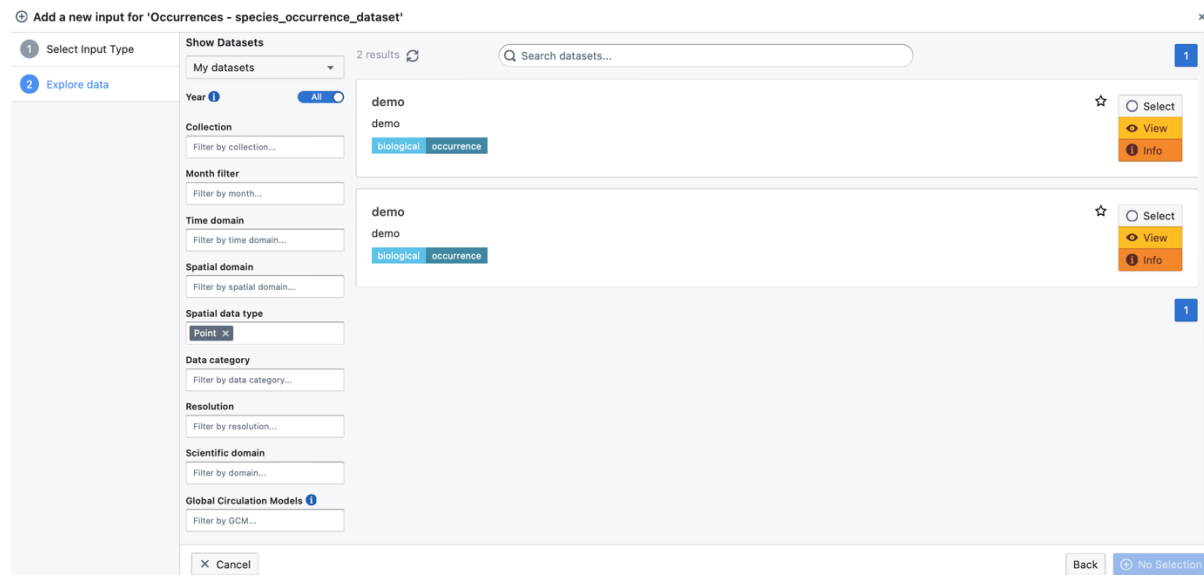 Add a new input for 'Occurrences - species_occurrence_dataset'
1 Select Input Type
2 Explore data
Show Datasets
My datasets
Year
All
Collection
Filter by collection...
Month filter
Filter by month...
Time domain
Filter by time domain...
Spatial domain
Filter by spatial domain...
Spatial data type
Point ×
Data category
Filter by data category...
Resolution
Filter by resolution...
Scientific domain
Filter by domain...
Global Circulation Models
Filter by GCM...
2 results
Search datasets...
1
demo
demo
biological occurrence
Select
View
Info
demo
demo
biological occurrence
Select
View
Info
1
Cancel
Back
No Selection